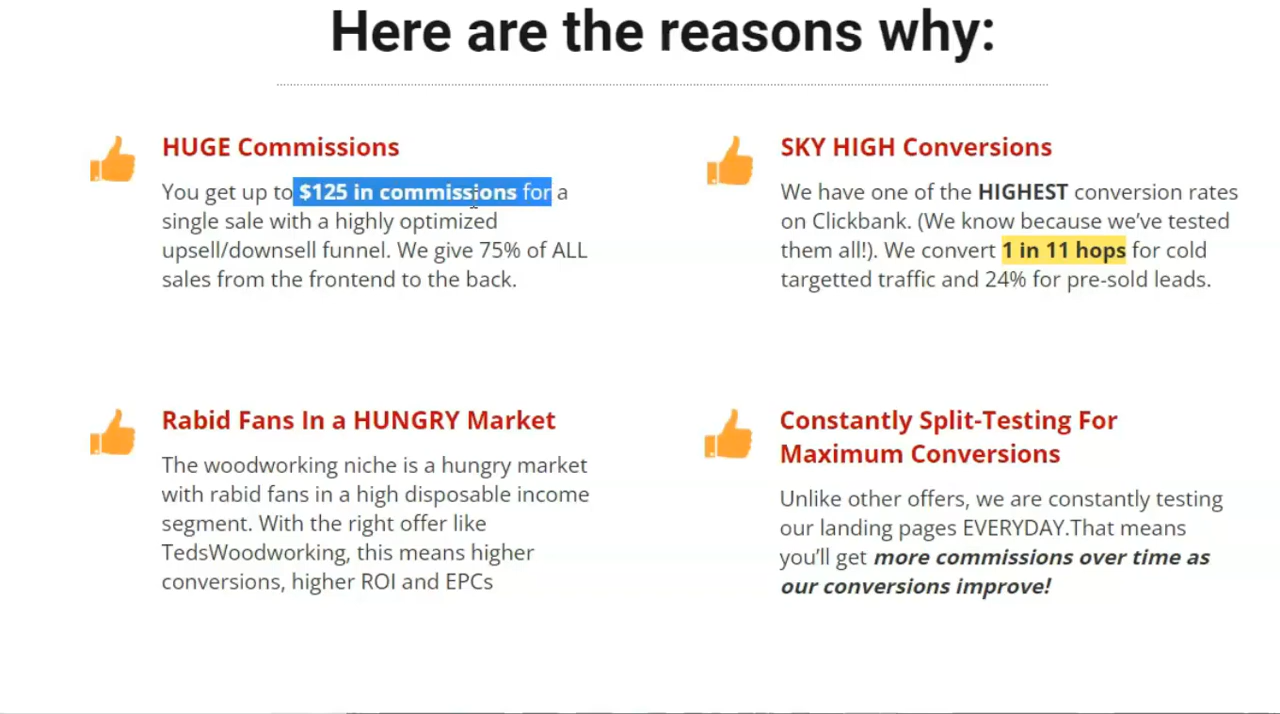 Here are the reasons why:
HUGE Commissions
You get up to $125 in commissions for a
single sale with a highly optimized
upsell/downsell funnel. We give 75% of ALL
sales from the frontend to the back.
SKY HIGH Conversions
We have one of the HIGHEST conversion rates
on Clickbank. (We know because we've tested
them all!). We convert 1 in 11 hops for cold
targetted traffic and 24% for pre-sold leads.
Rabid Fans In a HUNGRY Market
The woodworking niche is a hungry market
with rabid fans in a high disposable income
segment. With the right offer like
TedsWoodworking, this means higher
conversions, higher ROI and EPCs
Constantly Split-Testing For
Maximum Conversions
Unlike other offers, we are constantly testing
our landing pages EVERYDAY.That means
you'll get more commissions over time as
our conversions improve!